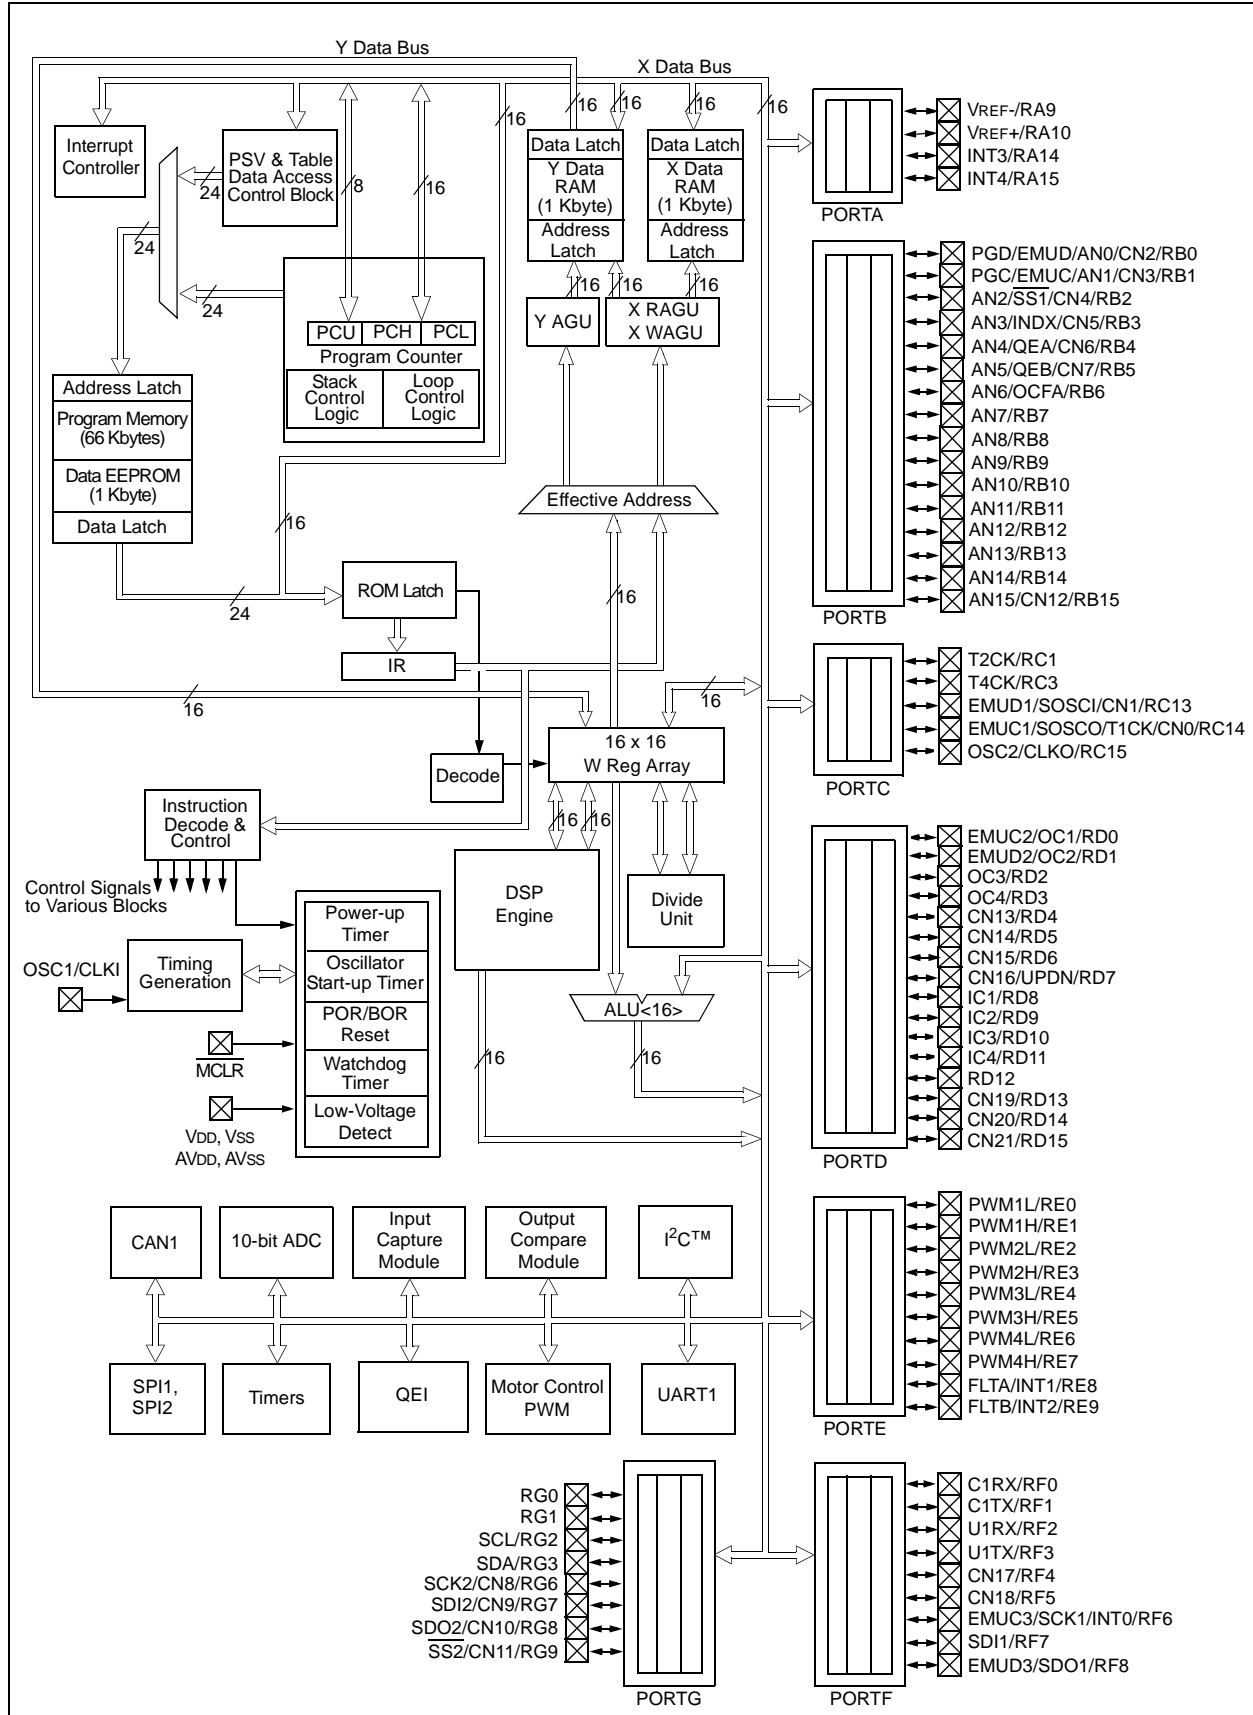 Y Data Bus
X Data Bus
16
16
16
16
16
Interrupt
Controller
PSV & Table
Data Access
Control Block
24
24
24
8
16
Data Latch
Y Data
RAM
(1 Kbyte)
Address
Latch
Data Latch
X Data
RAM
(1 Kbyte)
Address
Latch
16
16
16
Y AGU
X RAGU
X WAGU
PCU
PCH
PCL
Program Counter
Stack
Control
Logic
Loop
Control
Logic
Address Latch
Program Memory
(66 Kbytes)
Data EEPROM
(1 Kbyte)
Data Latch
Effective Address
16
24
ROM Latch
16
IR
16
16
16 x 16
W Reg Array
Decode
Instruction
Decode &
Control
16
16
Control Signals
to Various Blocks
DSP
Engine
Divide
Unit
OSC1/CLKI
Timing
Generation
Power-up
Timer
Oscillator
Start-up Timer
POR/BOR
Reset
Watchdog
Timer
Low-Voltage
Detect
MCLR
VDD, VSS
AVDD, AVSS
ALU<16>
16
16
CAN1
10-bit ADC
Input
Capture
Module
Output
Compare
Module
I²C™
SPI1,
SPI2
Timers
QEI
Motor Control
PWM
UART1
VREF-/RA9
VREF+/RA10
INT3/RA14
INT4/RA15
PORTA
PGD/EMUD/AN0/CN2/RB0
PGC/EMUC/AN1/CN3/RB1
AN2/SS1/CN4/RB2
AN3/INDX/CN5/RB3
AN4/QEA/CN6/RB4
AN5/QEB/CN7/RB5
AN6/OCFA/RB6
AN7/RB7
AN8/RB8
AN9/RB9
AN10/RB10
AN11/RB11
AN12/RB12
AN13/RB13
AN14/RB14
AN15/CN12/RB15
PORTB
T2CK/RC1
T4CK/RC3
EMUD1/SOSCI/CN1/RC13
EMUC1/SOSCO/T1CK/CN0/RC14
OSC2/CLKO/RC15
PORTC
EMUC2/OC1/RD0
EMUD2/OC2/RD1
OC3/RD2
OC4/RD3
CN13/RD4
CN14/RD5
CN15/RD6
CN16/UPDN/RD7
IC1/RD8
IC2/RD9
IC3/RD10
IC4/RD11
RD12
CN19/RD13
CN20/RD14
CN21/RD15
PORTD
PWM1L/RE0
PWM1H/RE1
PWM2L/RE2
PWM2H/RE3
PWM3L/RE4
PWM3H/RE5
PWM4L/RE6
PWM4H/RE7
FLTA/INT1/RE8
FLTB/INT2/RE9
PORTE
RG0
RG1
SCL/RG2
SDA/RG3
SCK2/CN8/RG6
SDI2/CN9/RG7
SDO2/CN10/RG8
SS2/CN11/RG9
PORTG
C1RX/RF0
C1TX/RF1
U1RX/RF2
U1TX/RF3
CN17/RF4
CN18/RF5
EMUC3/SCK1/INT0/RF6
SDI1/RF7
EMUD3/SDO1/RF8
PORTF